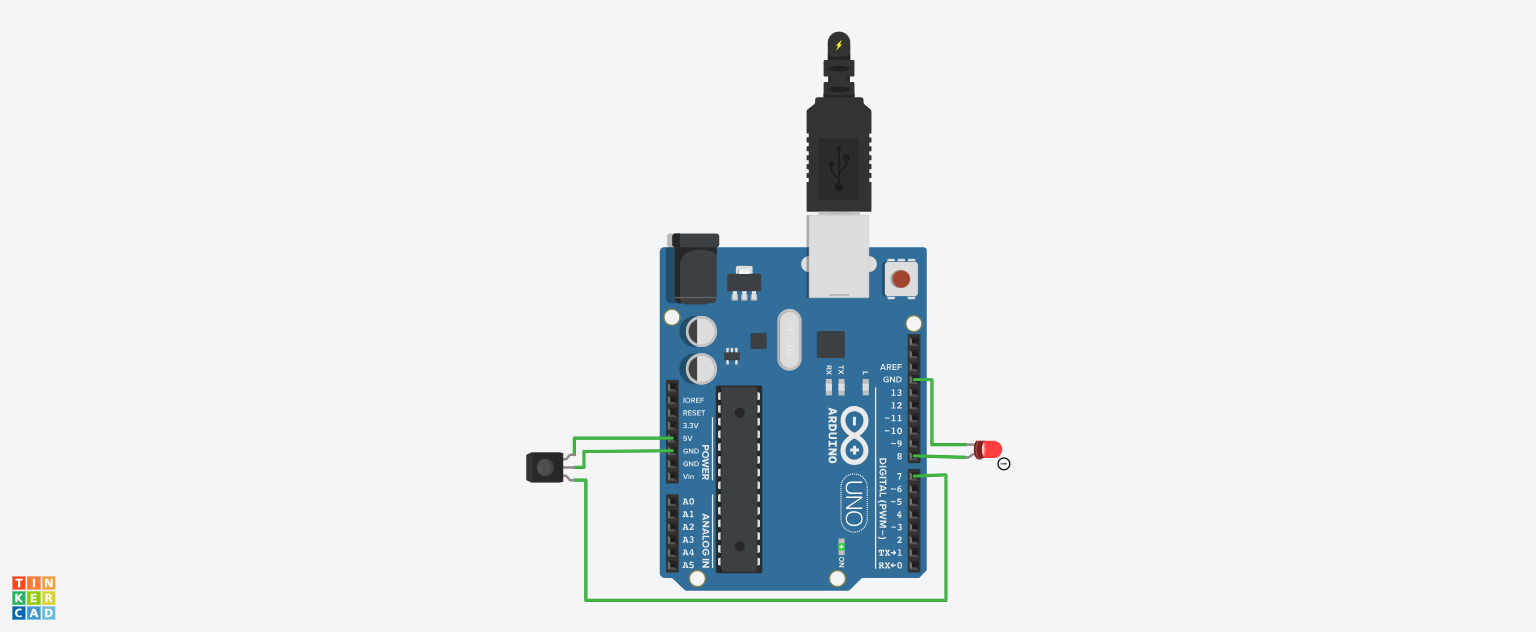 AREF
GND
13
12
~11
~10
~9
8
7
~6
~5
4
~3
2
TX→1
RX←0
IOREF
RESET
3.3V
5V
GND
GND
Vin
A0
A1
A2
A3
A4
A5
POWER
ANALOG IN
RX
TX
L
ARDUINO
UNO
DIGITAL (PWM~)
ON
TIN
KER
CAD